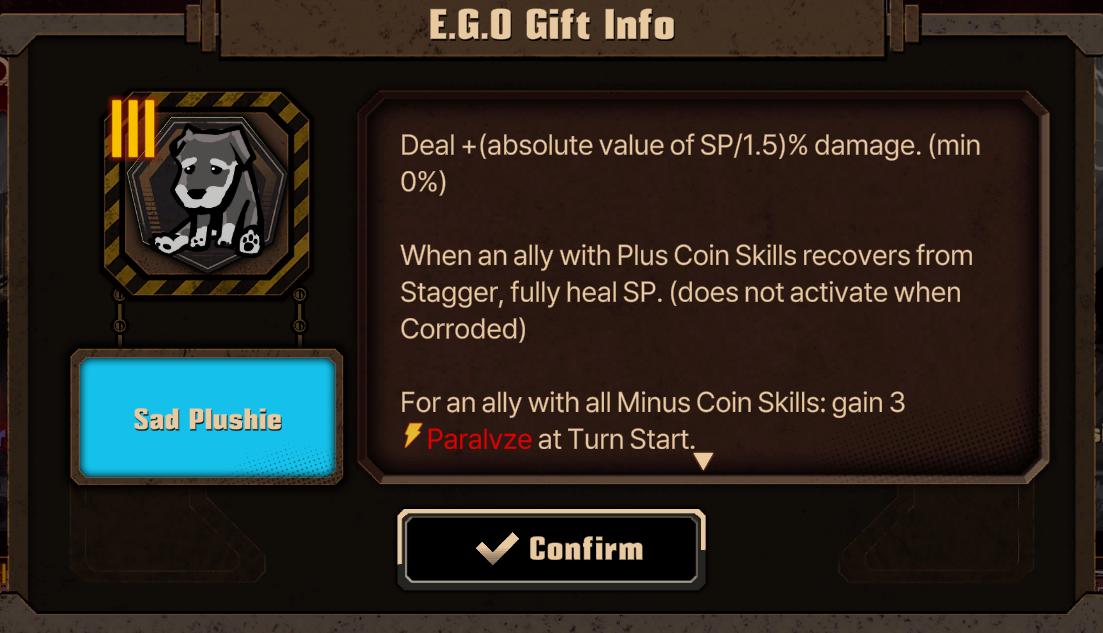 E.G.O Gift Info
III
Sad Plushie
Deal +(absolute value of SP/1.5)% damage. (min
0%)
When an ally with Plus Coin Skills recovers from
Stagger, fully heal SP. (does not activate when
Corroded)
For an ally with all Minus Coin Skills: gain 3
Paralyze at Turn Start.
Confirm